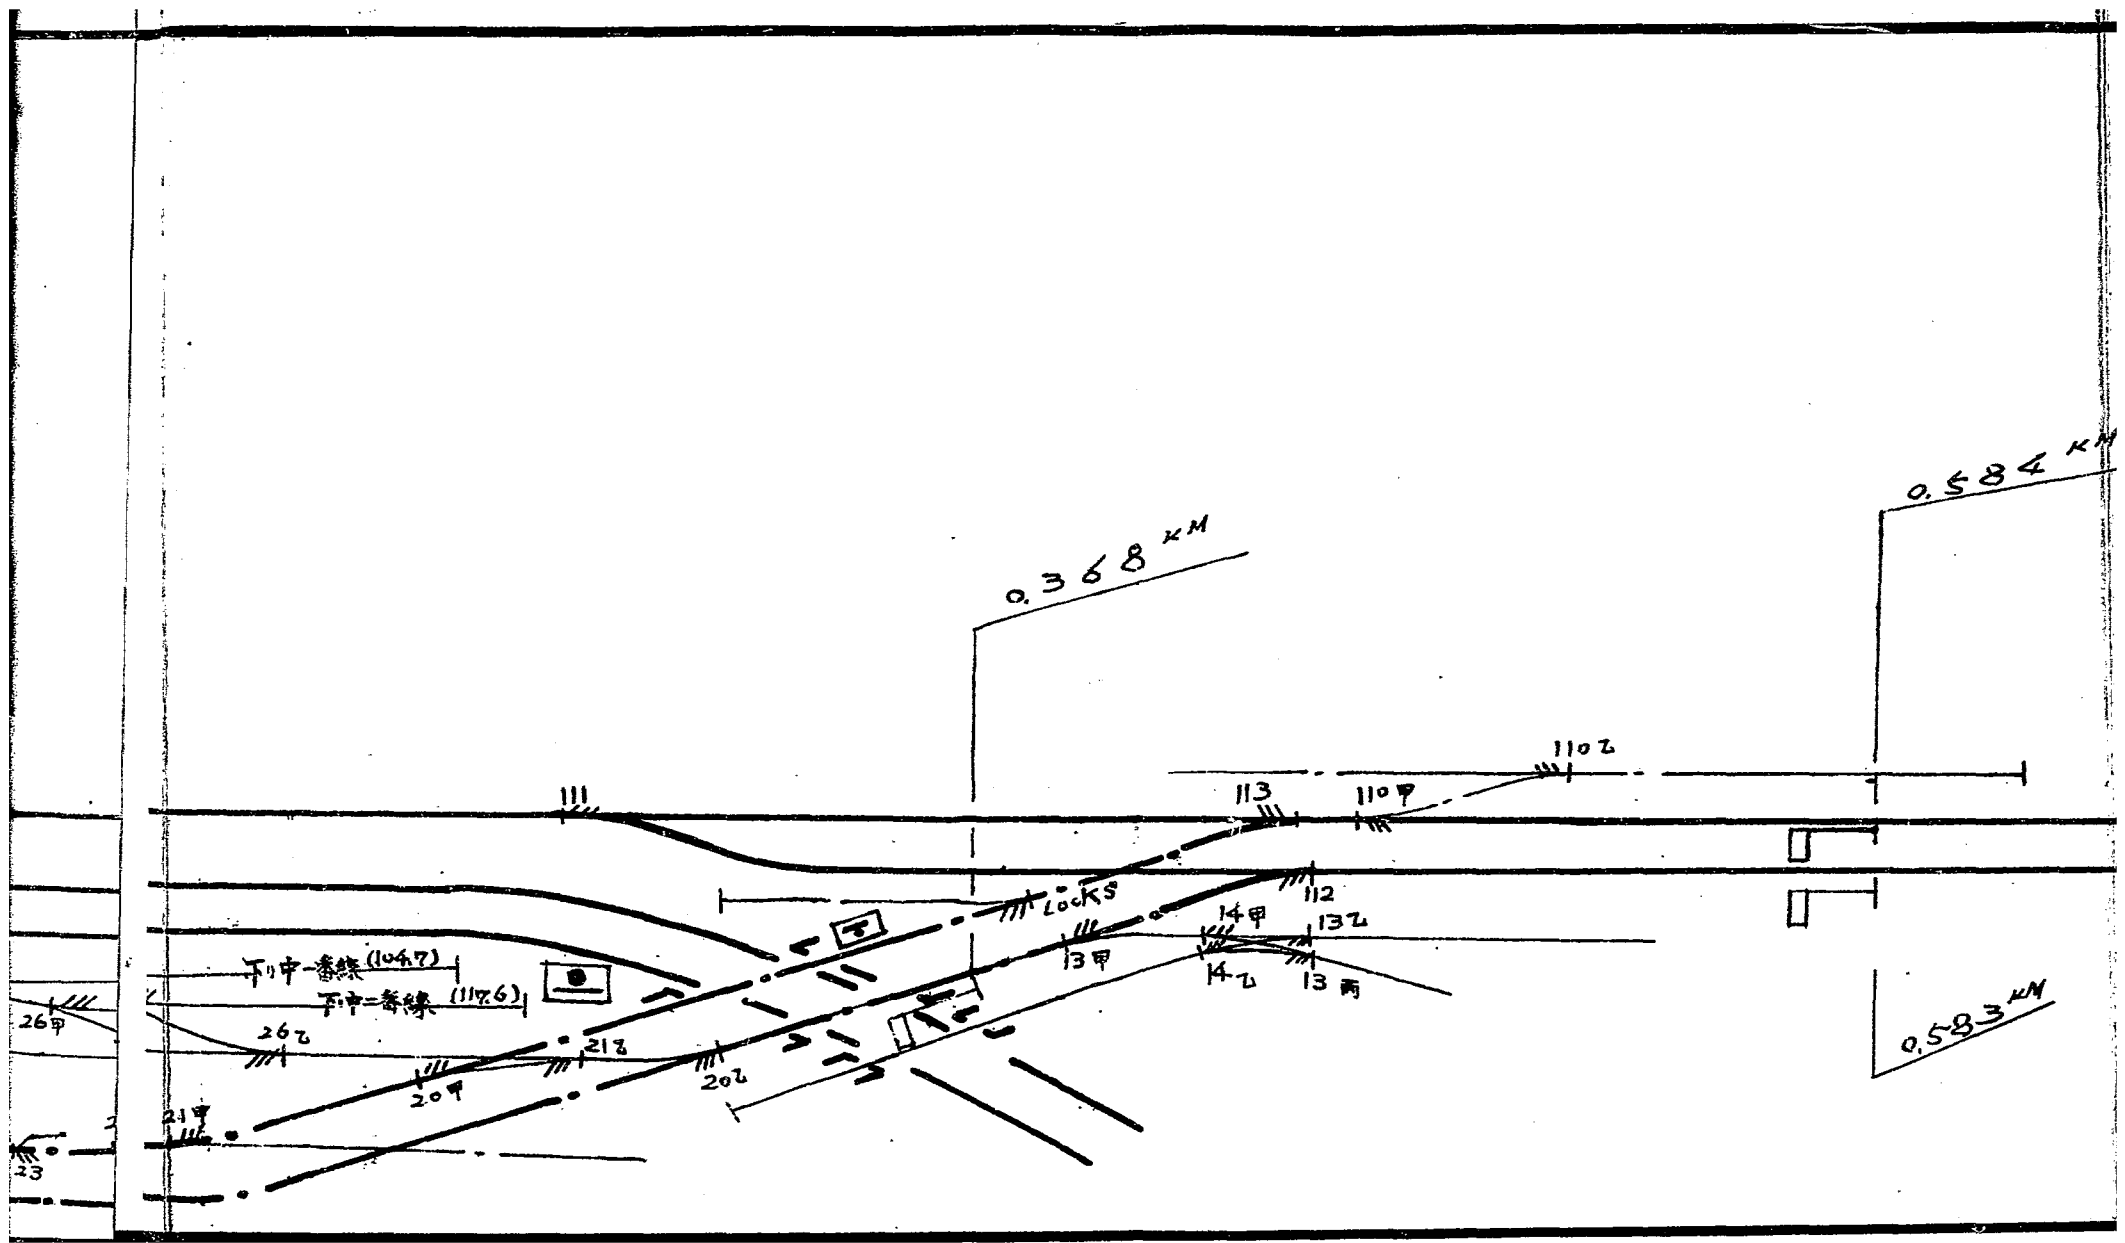 0.584 KM
0.368 KM
110乙
111
113
110甲
LOCKS
112
14甲
13乙
下り中一番線 (104.7)
13甲
14乙
13丙
下り中二番線 (117.6)
26甲
26乙
21乙
20乙
20甲
0.583 KM
21甲
23